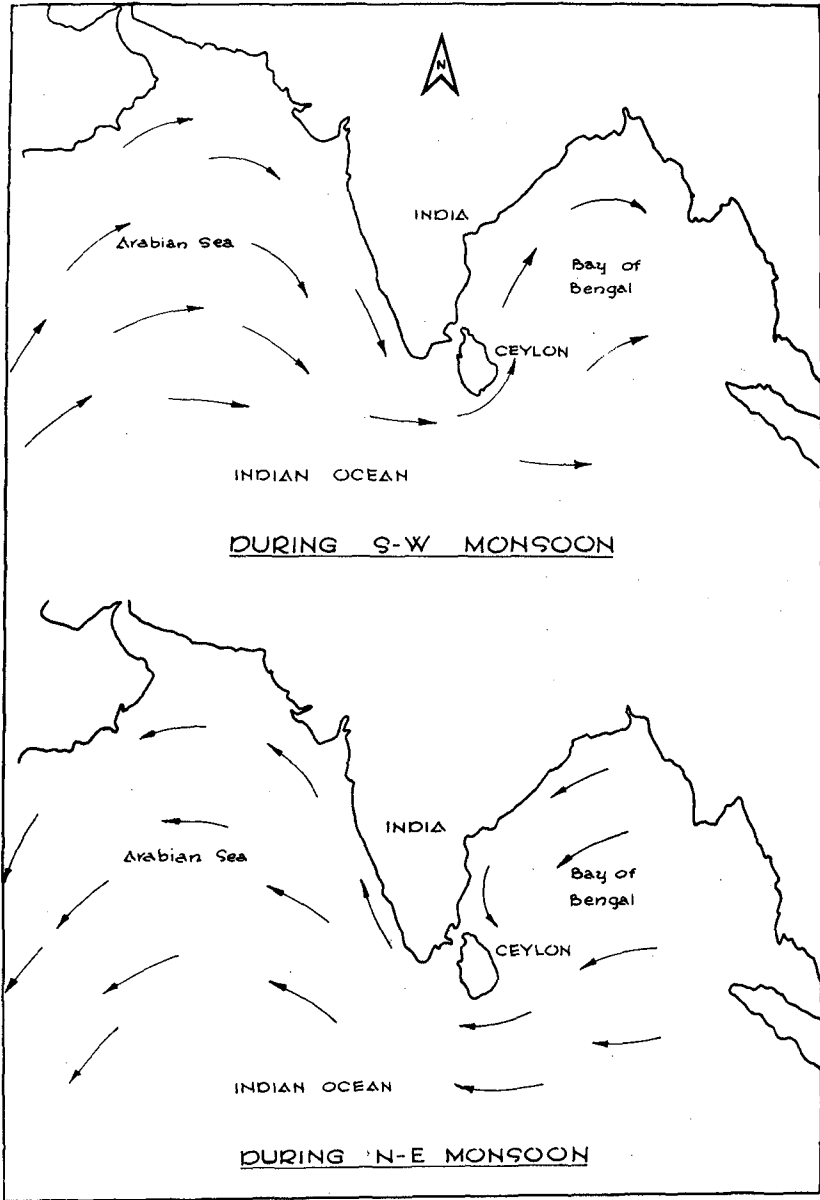 N
INDIA
Arabian Sea
Bay of
Bengal
CEYLON
INDIAN OCEAN
DURING S-W MONSOON
INDIA
Arabian Sea
Bay of
Bengal
CEYLON
INDIAN OCEAN
DURING N-E MONSOON